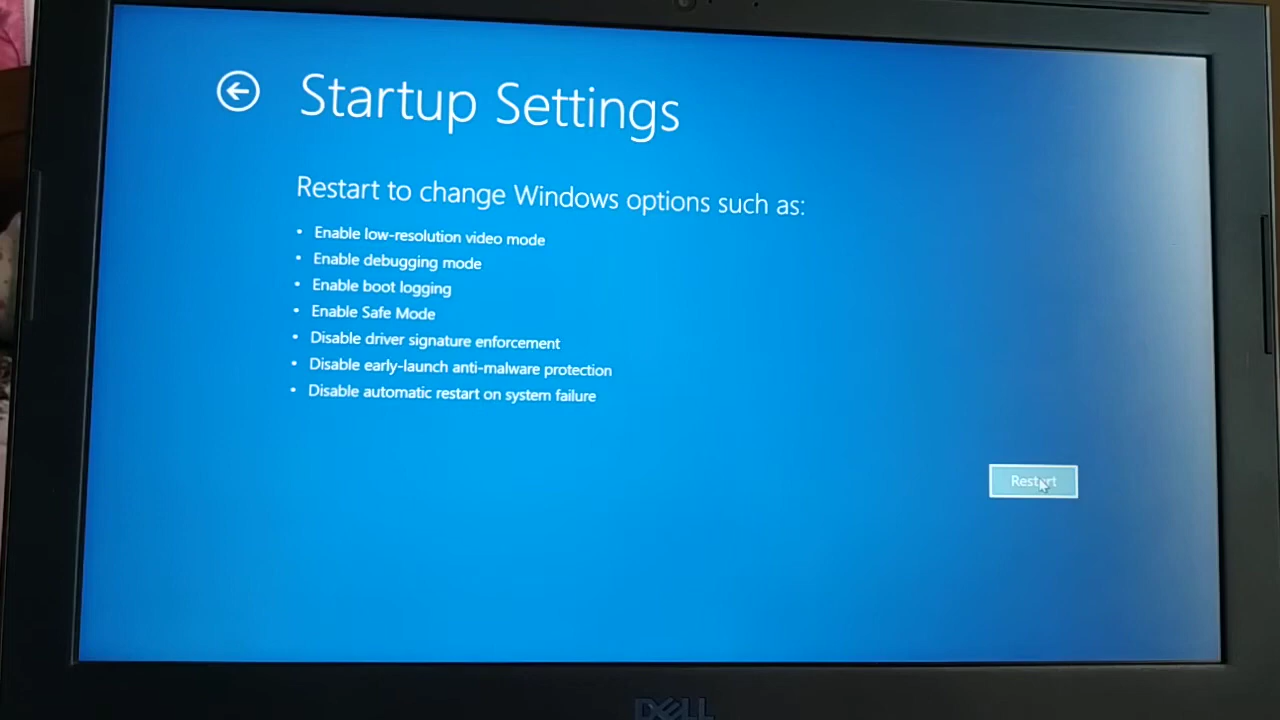 Startup Settings
Restart to change Windows options such as:
• Enable low-resolution video mode
• Enable debugging mode
• Enable boot logging
• Enable Safe Mode
• Disable driver signature enforcement
• Disable early-launch anti-malware protection
• Disable automatic restart on system failure
Restart
DELL